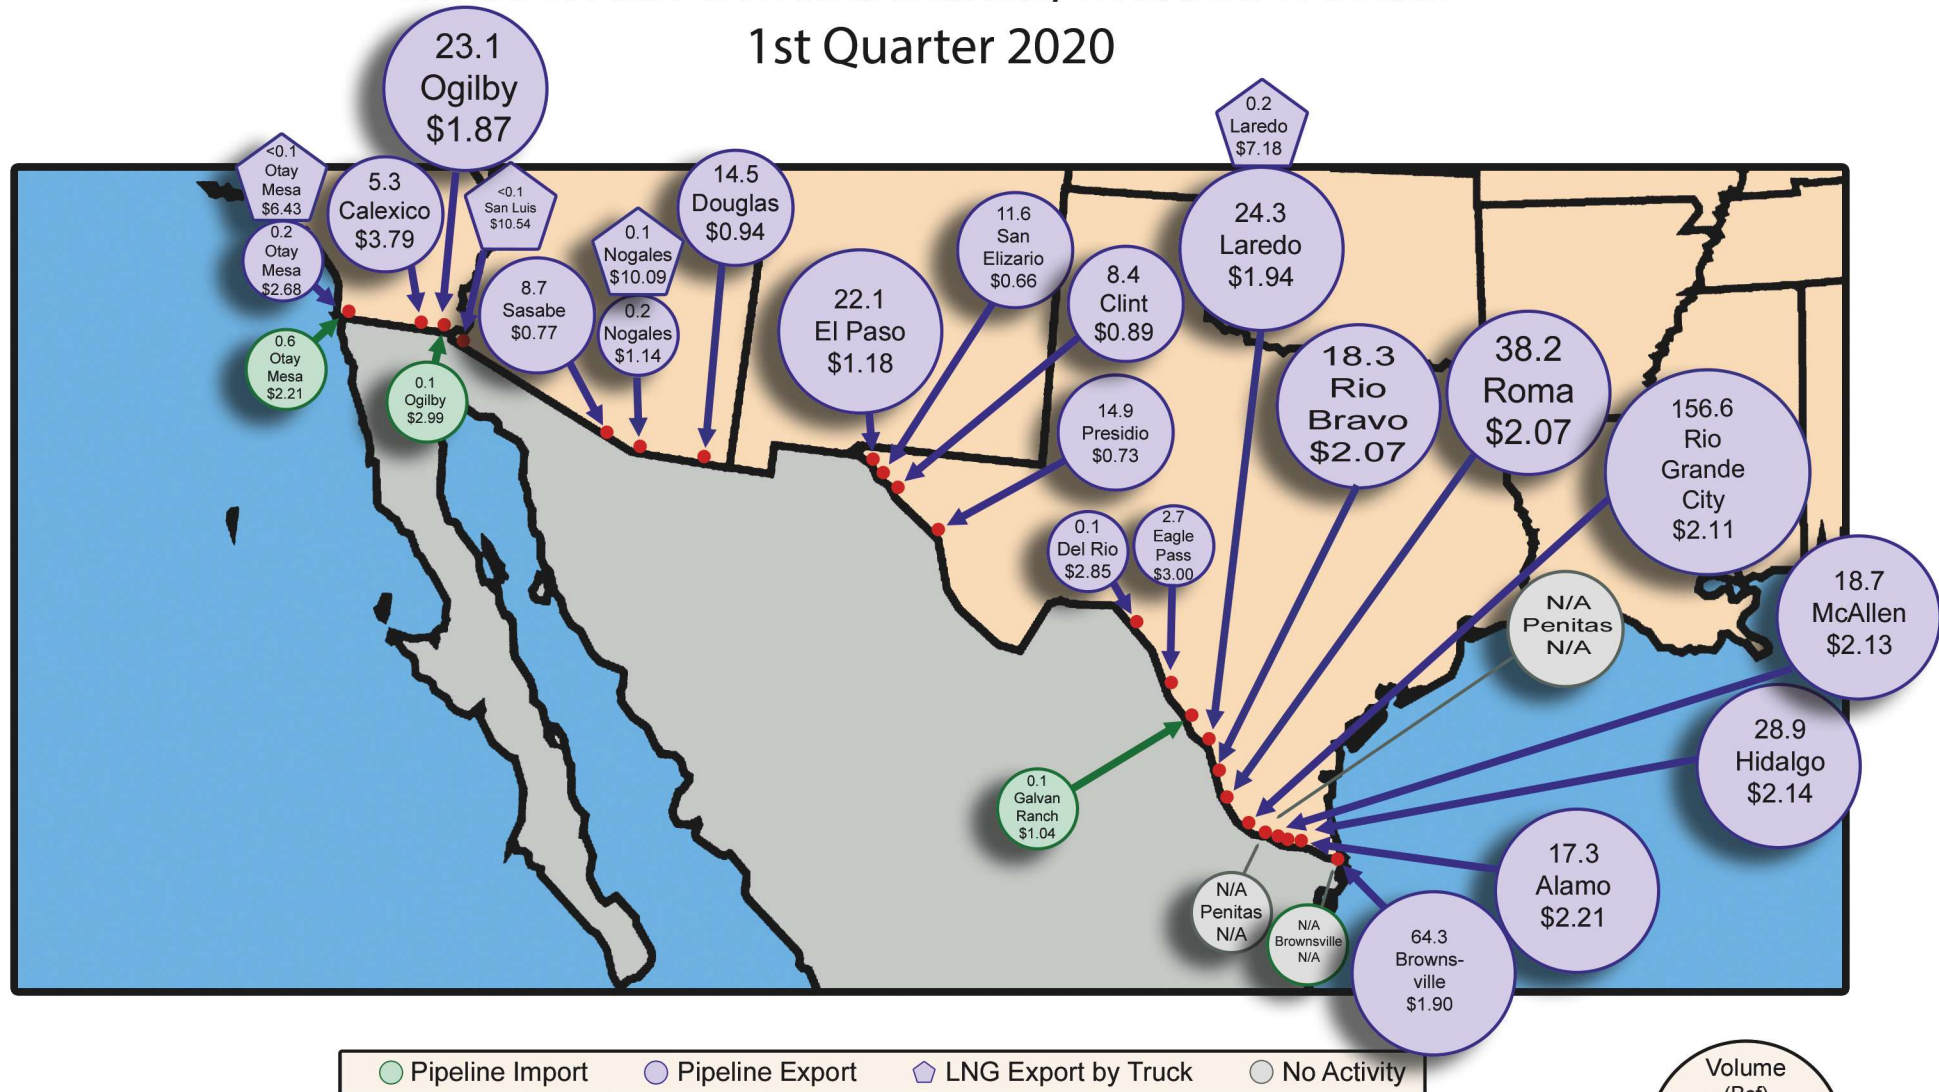 1st Quarter 2020
23.1
Ogilby
$1.87
<0.1
Otay
Mesa
$6.43
0.2
Otay
Mesa
$2.68
5.3
Calexico
$3.79
<0.1
San Luis
$10.54
0.6
Otay
Mesa
$2.21
0.1
Ogilby
$2.99
8.7
Sasabe
$0.77
0.1
Nogales
$10.09
0.2
Nogales
$1.14
14.5
Douglas
$0.94
22.1
El Paso
$1.18
11.6
San
Elizario
$0.66
8.4
Clint
$0.89
14.9
Presidio
$0.73
0.1
Del Rio
$2.85
2.7
Eagle
Pass
$3.00
0.2
Laredo
$7.18
24.3
Laredo
$1.94
18.3
Rio
Bravo
$2.07
38.2
Roma
$2.07
156.6
Rio
Grande
City
$2.11
N/A
Penitas
N/A
18.7
McAllen
$2.13
28.9
Hidalgo
$2.14
17.3
Alamo
$2.21
64.3
Browns-
ville
$1.90
0.1
Galvan
Ranch
$1.04
N/A
Penitas
N/A
N/A
Brownsville
N/A
Pipeline Import
Pipeline Export
LNG Export by Truck
No Activity
Volume